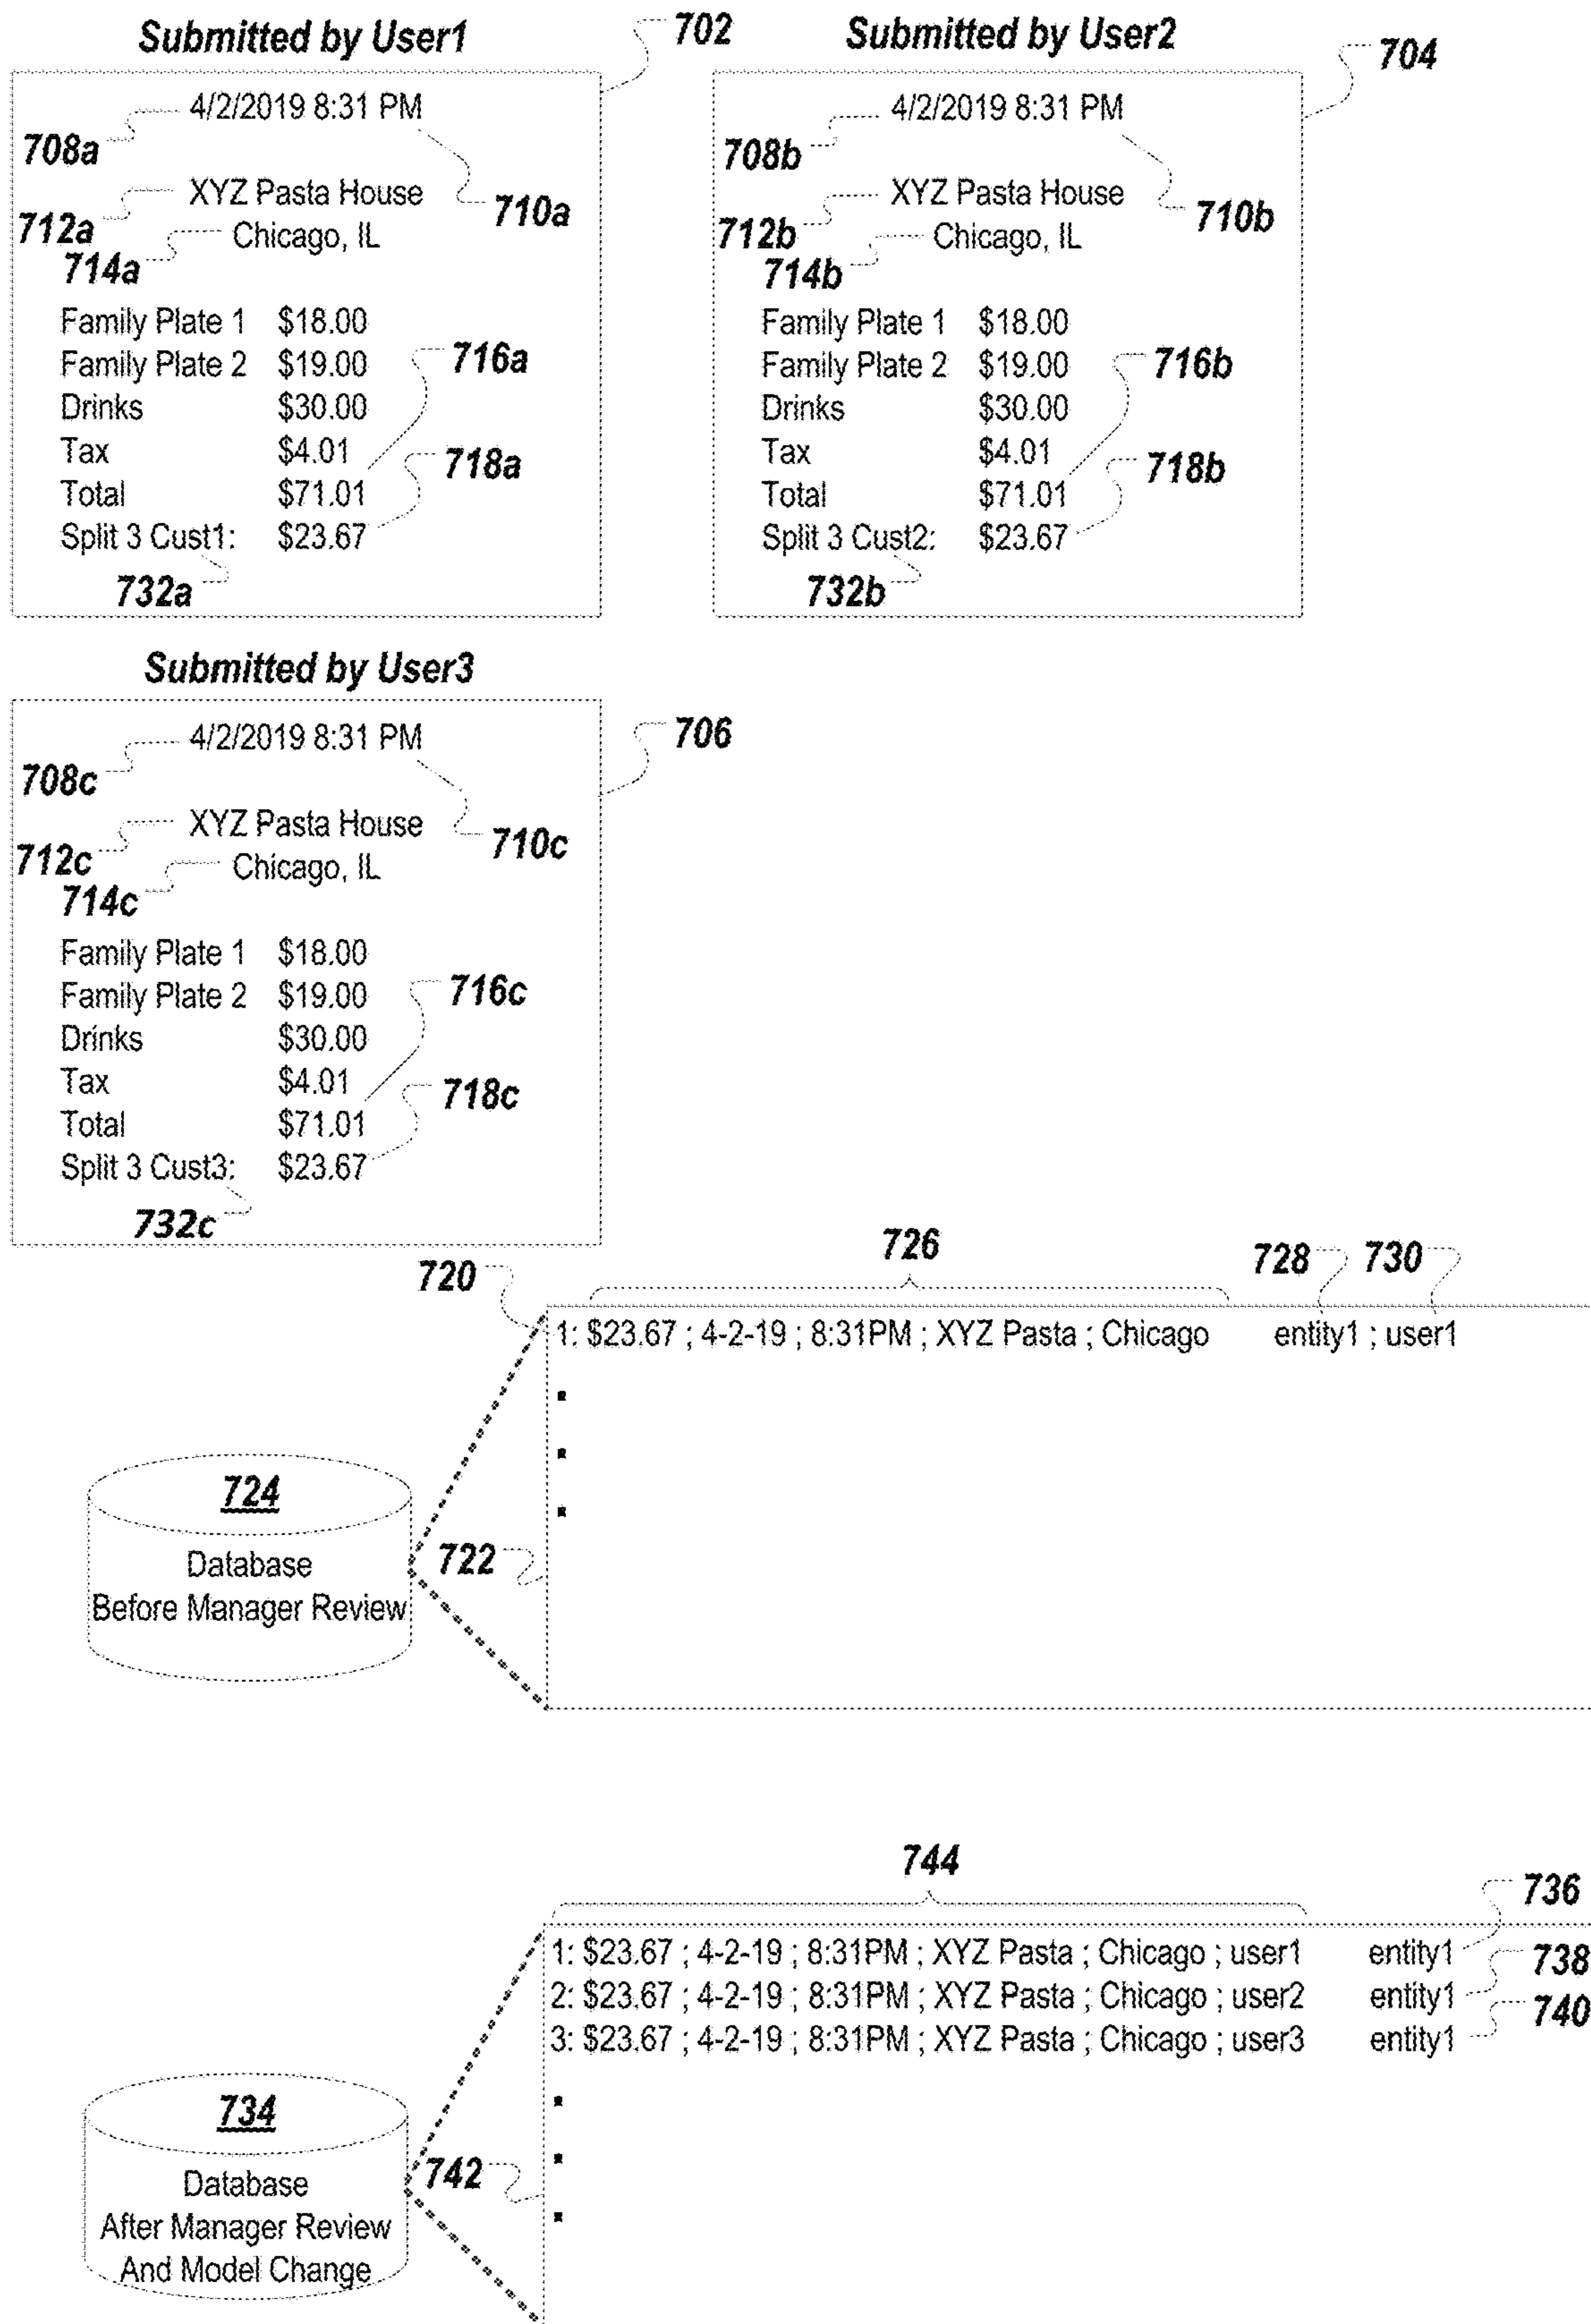 Submitted by User1
702
4/2/2019 8:31 PM
708a
XYZ Pasta House
712a
710a
Chicago, IL
714a
Family Plate 1 $18.00
Family Plate 2 $19.00
716a
Drinks $30.00
Tax $4.01
718a
Total $71.01
Split 3 Cust1: $23.67
732a
Submitted by User2
704
4/2/2019 8:31 PM
708b
XYZ Pasta House
712b
710b
Chicago, IL
714b
Family Plate 1 $18.00
Family Plate 2 $19.00
716b
Drinks $30.00
Tax $4.01
718b
Total $71.01
Split 3 Cust2: $23.67
732b
Submitted by User3
706
4/2/2019 8:31 PM
708c
XYZ Pasta House
712c
710c
Chicago, IL
714c
Family Plate 1 $18.00
Family Plate 2 $19.00
716c
Drinks $30.00
Tax $4.01
718c
Total $71.01
Split 3 Cust3: $23.67
732c
720
726
728
730
1: $23.67 ; 4-2-19 ; 8:31PM ; XYZ Pasta ; Chicago entity1 ; user1
724
Database
Before Manager Review
722
744
736
1: $23.67 ; 4-2-19 ; 8:31PM ; XYZ Pasta ; Chicago ; user1 entity1
738
2: $23.67 ; 4-2-19 ; 8:31PM ; XYZ Pasta ; Chicago ; user2 entity1
740
3: $23.67 ; 4-2-19 ; 8:31PM ; XYZ Pasta ; Chicago ; user3 entity1
734
742
Database
After Manager Review
And Model Change